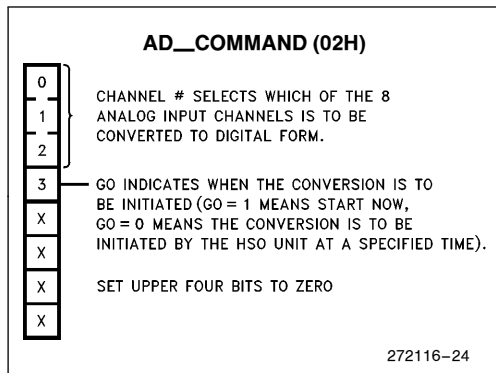 AD__COMMAND (02H)
0
1
2
CHANNEL # SELECTS WHICH OF THE 8
ANALOG INPUT CHANNELS IS TO BE
CONVERTED TO DIGITAL FORM.
3
GO INDICATES WHEN THE CONVERSION IS TO
BE INITIATED (GO = 1 MEANS START NOW,
GO = 0 MEANS THE CONVERSION IS TO BE
INITIATED BY THE HSO UNIT AT A SPECIFIED TIME).
X
X
X
SET UPPER FOUR BITS TO ZERO
X
272116-24